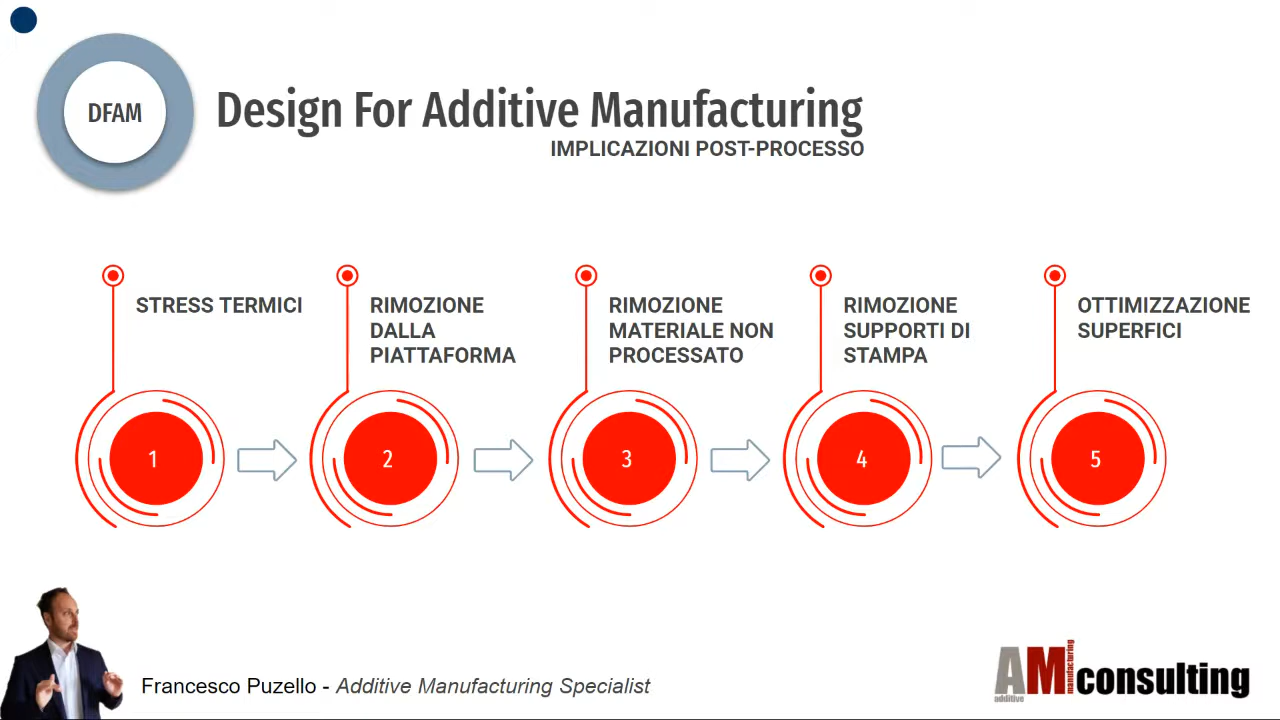 DFAM
Design For Additive Manufacturing
IMPLICAZIONI POST-PROCESSO
STRESS TERMICI
RIMOZIONE
DALLA
PIATTAFORMA
RIMOZIONE
MATERIALE NON
PROCESSATO
RIMOZIONE
SUPPORTI DI
STAMPA
OTTIMIZZAZIONE
SUPERFICI
1
2
3
4
5
Francesco Puzello - Additive Manufacturing Specialist
AM consulting
additive
manufacturing